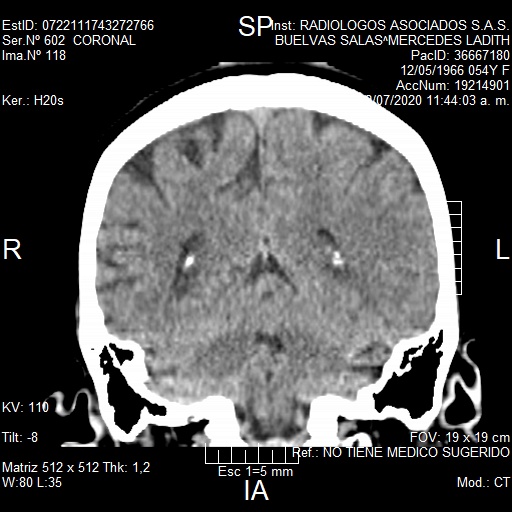 EstID: 0722111743272766
Ser.Nº 602 CORONAL
Ima.Nº 118
Ker.: H20s
SP
Inst: RADIOLOGOS ASOCIADOS S.A.S.
BUELVAS SALAS^MERCEDES LADITH
PacID: 36667180
12/05/1966 054Y F
AccNum: 19214901
/07/2020 11:44:03 a. m.
R
L
KV: 110
Tilt: -8
Matriz 512 x 512 Thk: 1,2
W:80 L:35
Esc 1=5 mm
IA
FOV: 19 x 19 cm
Ref.: NO TIENE MEDICO SUGERIDO
Mod.: CT